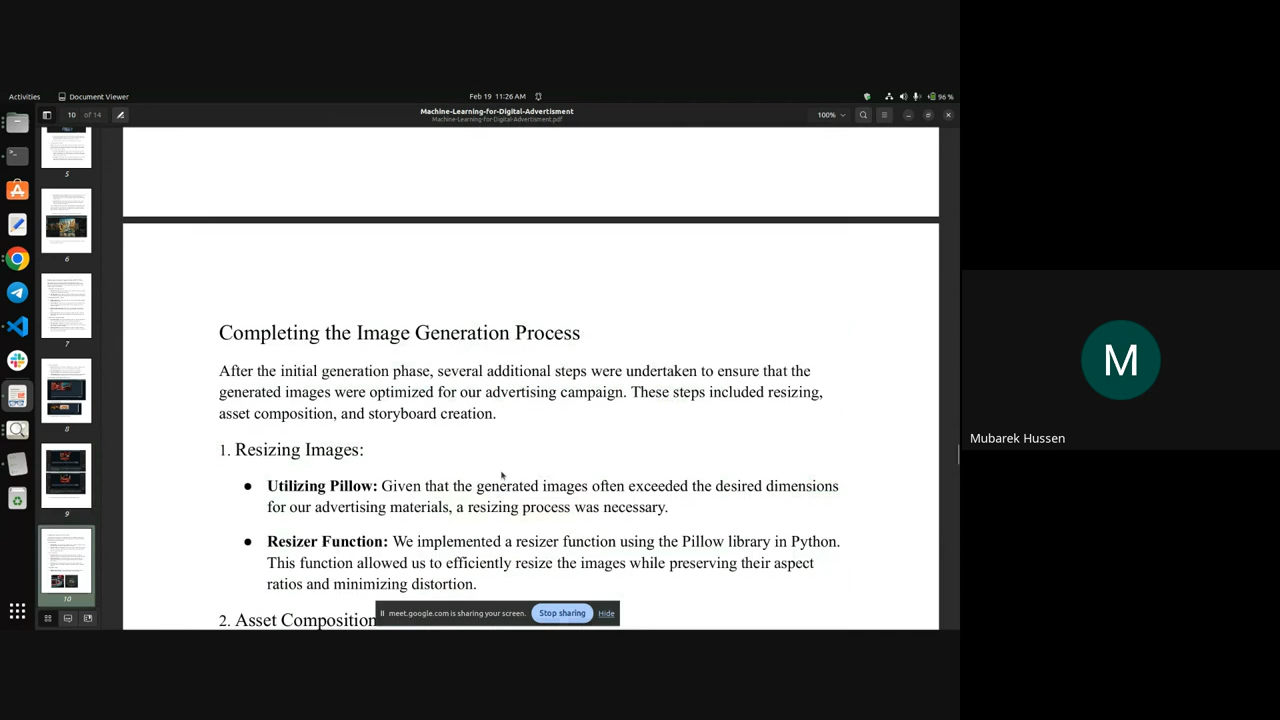 Activities Document Viewer Feb 19 11:26 AM 96 %
10 of 14 Machine-Learning-for-Digital-Advertisment 100%
Machine-Learning-for-Digital-Advertisment.pdf
5
6
7
8
9
10
Completing the Image Generation Process
After the initial generation phase, several additional steps were undertaken to ensure that the
generated images were optimized for our advertising campaign. These steps included resizing,
asset composition, and storyboard creation.
1. Resizing Images:
● Utilizing Pillow: Given that the generated images often exceeded the desired dimensions
for our advertising materials, a resizing process was necessary.
● Resizer Function: We implemented a resizer function using the Pillow library in Python.
This function allowed us to efficiently resize the images while preserving their aspect
ratios and minimizing distortion.
2. Asset Composition
meet.google.com is sharing your screen. Stop sharing Hide
M
Mubarek Hussen